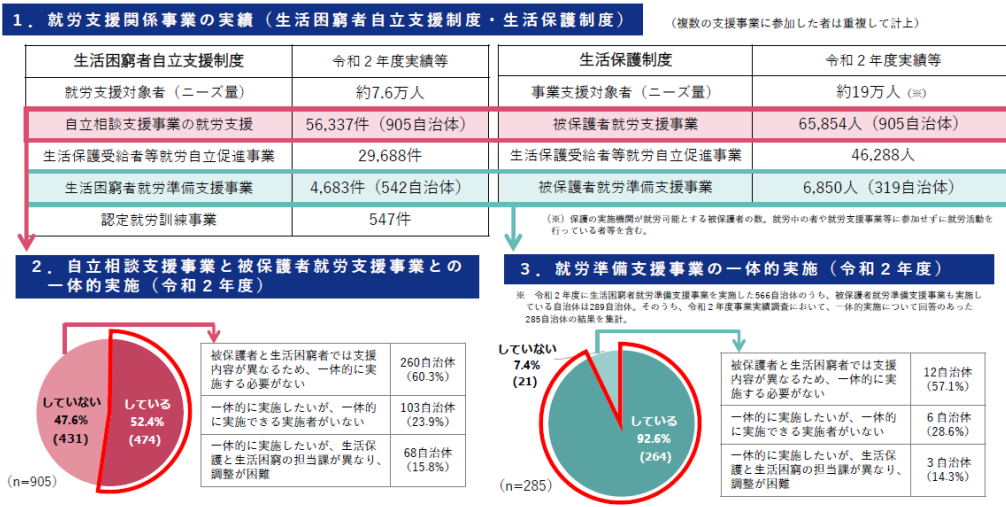 １．就労支援関係事業の実績（生活困窮者自立支援制度・生活保護制度）
（複数の支援事業に参加した者は重複して計上）
生活困窮者自立支援制度 令和２年度実績等
就労支援対象者（ニーズ量） 約7.6万人
自立相談支援事業の就労支援 56,337件（905自治体）
生活保護受給者等就労自立促進事業 29,688件
生活困窮者就労準備支援事業 4,683件（542自治体）
認定就労訓練事業 547件
生活保護制度 令和２年度実績等
事業支援対象者（ニーズ量） 約19万人（※）
被保護者就労支援事業 65,854人（905自治体）
生活保護受給者等就労自立促進事業 46,288人
被保護者就労準備支援事業 6,850人（319自治体）
（※）保護の実施機関が就労可能とする被保護者の数。就労中の者や就労支援事業等に参加せずに就労活動を
行っている者等を含む。
２．自立相談支援事業と被保護者就労支援事業との
一体的実施（令和２年度）
していない
47.6%
(431)
している
52.4%
(474)
(n=905)
被保護者と生活困窮者では支援
内容が異なるため、一体的に実
施する必要がない
260自治体
(60.3%)
一体的に実施したいが、一体的
に実施できる実施者がいない
103自治体
(23.9%)
一体的に実施したいが、生活保
護と生活困窮の担当課が異なり、
調整が困難
68自治体
(15.8%)
３．就労準備支援事業の一体的実施（令和２年度）
※　令和２年度に生活困窮者就労準備支援事業を実施した566自治体のうち、被保護者就労準備支援事業も実施し
ている自治体は289自治体。そのうち、令和２年度事業実績調査において、一体的実施について回答のあった
285自治体の結果を集計。
していない
7.4%
(21)
している
92.6%
(264)
(n=285)
被保護者と生活困窮者では支援
内容が異なるため、一体的に実
施する必要がない
12自治体
(57.1%)
一体的に実施したいが、一体的
に実施できる実施者がいない
６自治体
(28.6%)
一体的に実施したいが、生活保
護と生活困窮の担当課が異なり、
調整が困難
３自治体
(14.3%)